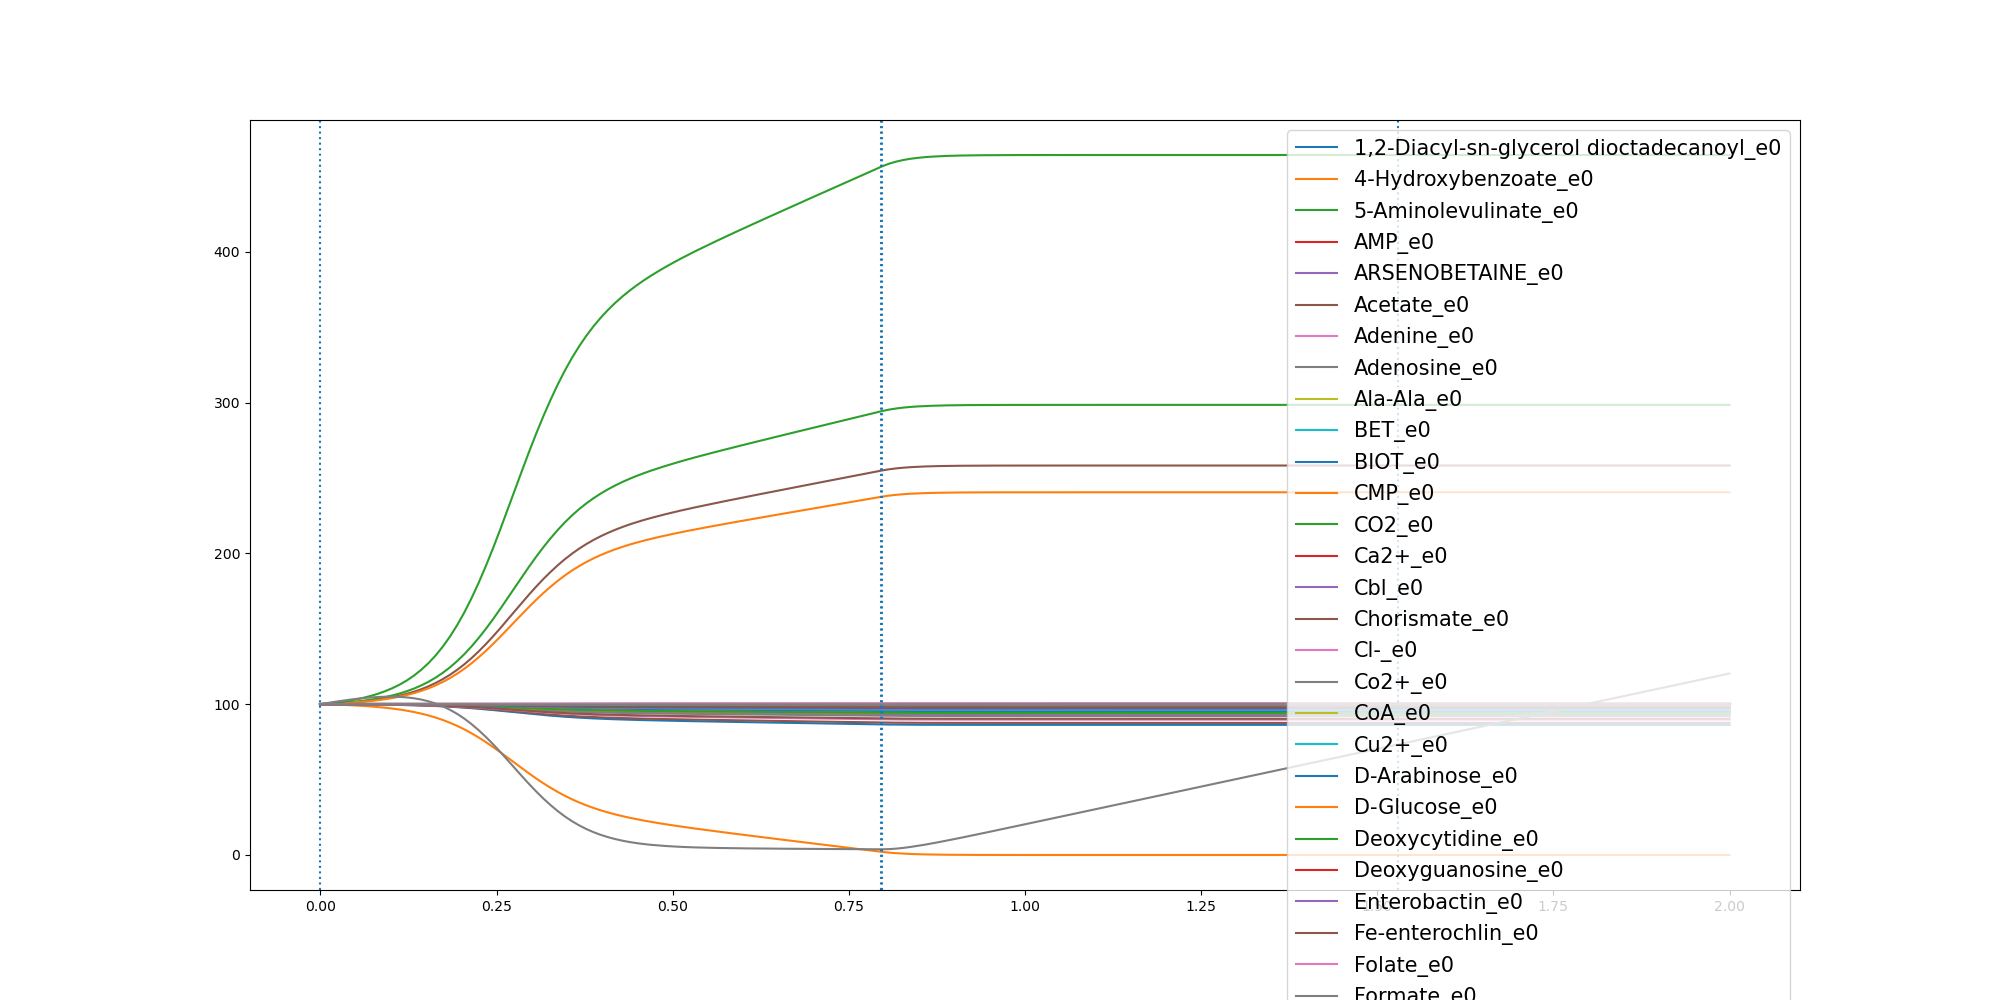 1,2-Diacyl-sn-glycerol dioctadecanoyl_e0
4-Hydroxybenzoate_e0
5-Aminolevulinate_e0
AMP_e0
ARSENOBETAINE_e0
Acetate_e0
Adenine_e0
Adenosine_e0
Ala-Ala_e0
BET_e0
BIOT_e0
CMP_e0
CO2_e0
Ca2+_e0
Cbl_e0
Chorismate_e0
Cl-_e0
Co2+_e0
CoA_e0
Cu2+_e0
D-Arabinose_e0
D-Glucose_e0
Deoxycytidine_e0
Deoxyguanosine_e0
Enterobactin_e0
Fe-enterochlin_e0
Folate_e0
Formate_e0
400
300
200
100
0
0.00 0.25 0.50 0.75 1.00 1.25 1.50 1.75 2.00